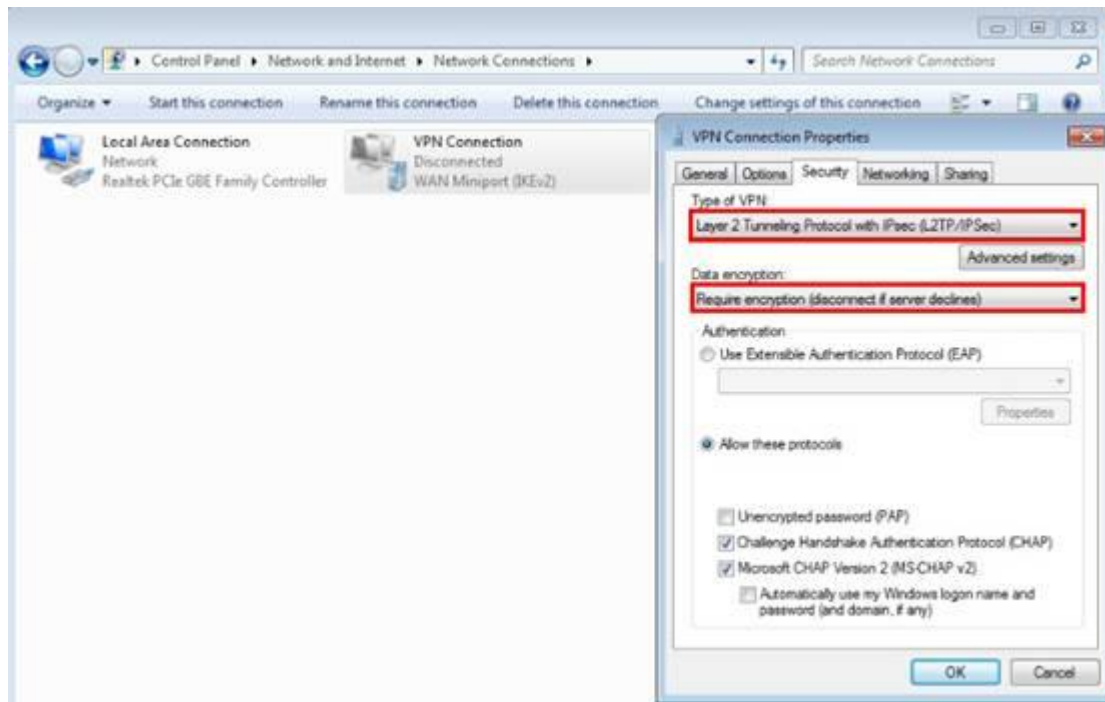 Control Panel ▸ Network and Internet ▸ Network Connections ▸
Search Network Connections
Organize Start this connection Rename this connection Delete this connection Change settings of this connection
Local Area Connection
Network
Realtek PCIe GBE Family Controller
VPN Connection
Disconnected
WAN Miniport (IKEv2)
VPN Connection Properties
General Options Security Networking Sharing
Type of VPN:
Layer 2 Tunneling Protocol with IPsec (L2TP/IPSec)
Advanced settings
Data encryption:
Require encryption (disconnect if server declines)
Authentication
Use Extensible Authentication Protocol (EAP)
Properties
Allow these protocols
Unencrypted password (PAP)
Challenge Handshake Authentication Protocol (CHAP)
Microsoft CHAP Version 2 (MS-CHAP v2)
Automatically use my Windows logon name and
password (and domain, if any)
OK Cancel